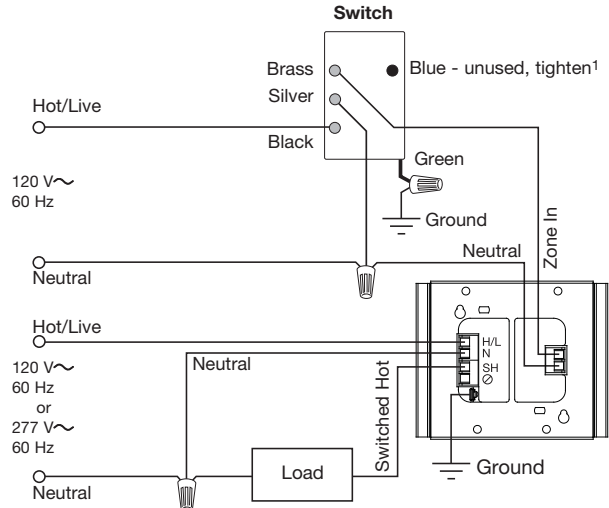 Switch
Brass
Blue - unused, tighten¹
Silver
Hot/Live
Black
Green
120 V~
60 Hz
Ground
Neutral
Zone In
Neutral
Hot/Live
H/L
N
SH
Neutral
120 V~
60 Hz
or
277 V~
60 Hz
Switched Hot
Load
Ground
Neutral